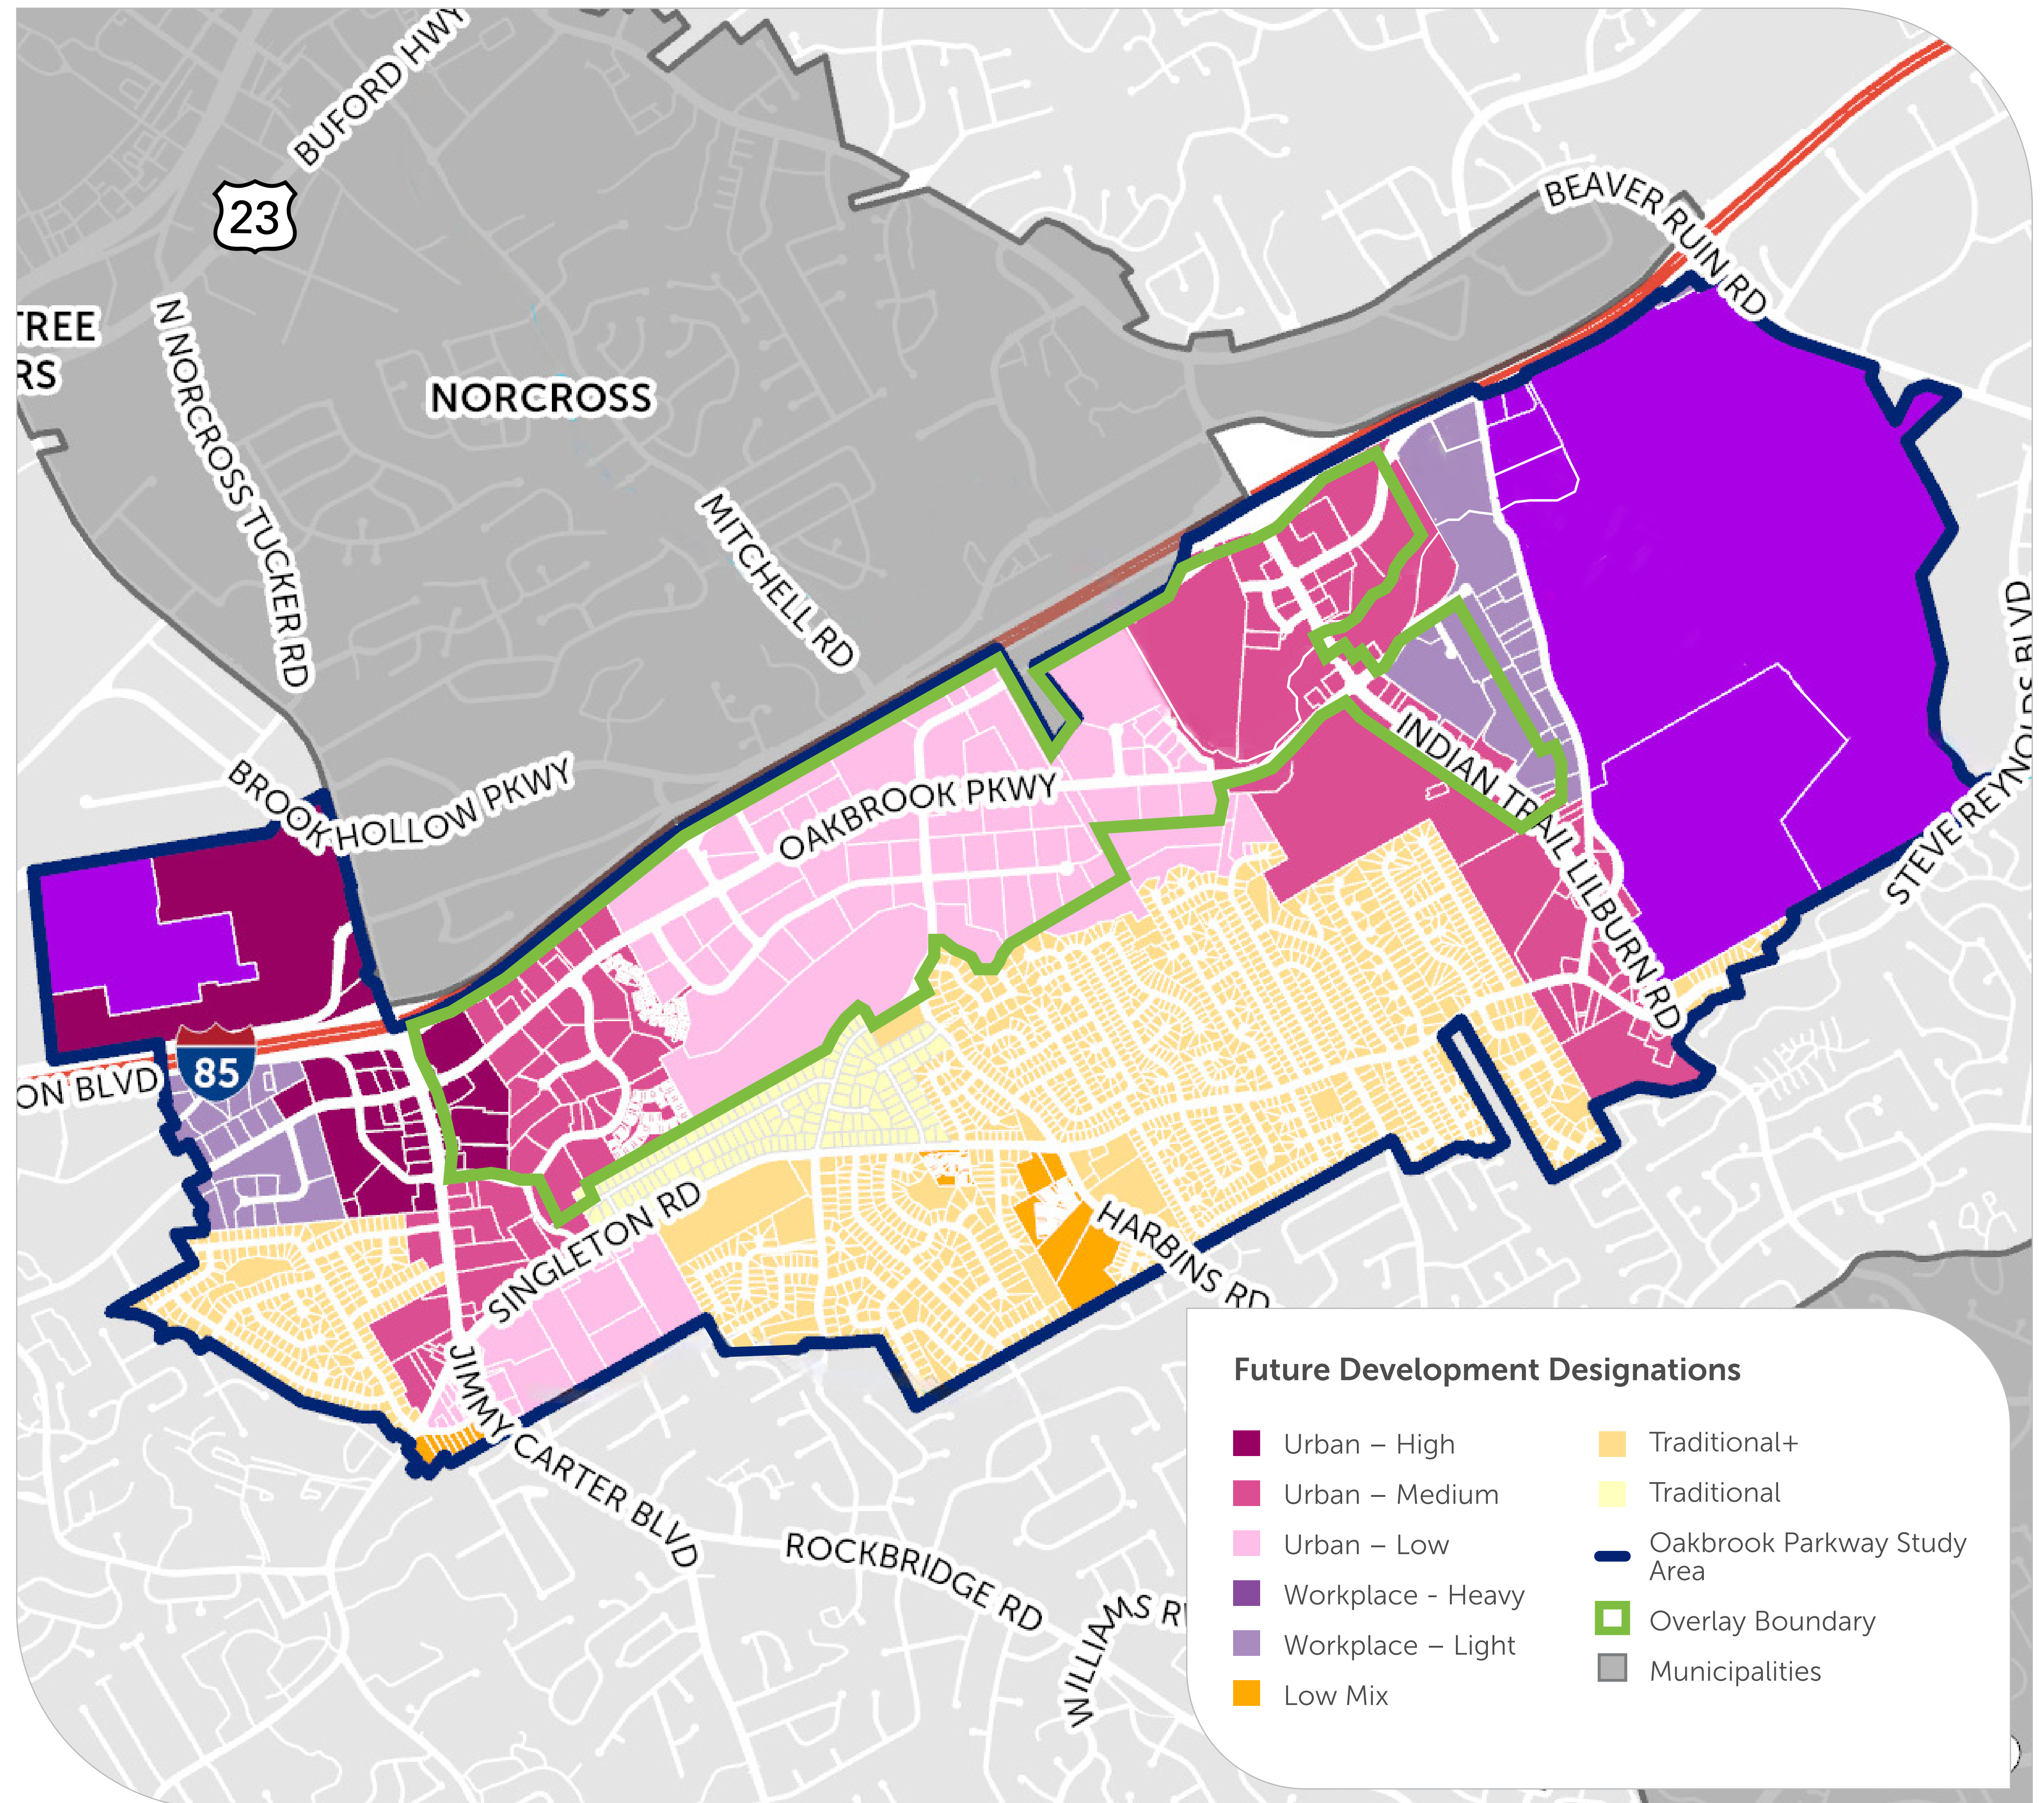 BUFORD HWY
23
BEAVER RUIN RD
TREE
RS
N NORCROSS TUCKER RD
NORCROSS
MITCHELL RD
STEVE REYNOLDS BLVD
BROOK HOLLOW PKWY
OAKBROOK PKWY
INDIAN TRAIL LILBURN RD
85
ON BLVD
SINGLETON RD
HARBINS RD
JIMMY CARTER BLVD
ROCKBRIDGE RD
WILLIAMS R
Future Development Designations
Urban – High
Urban – Medium
Urban – Low
Workplace - Heavy
Workplace – Light
Low Mix
Traditional+
Traditional
Oakbrook Parkway Study
Area
Overlay Boundary
Municipalities